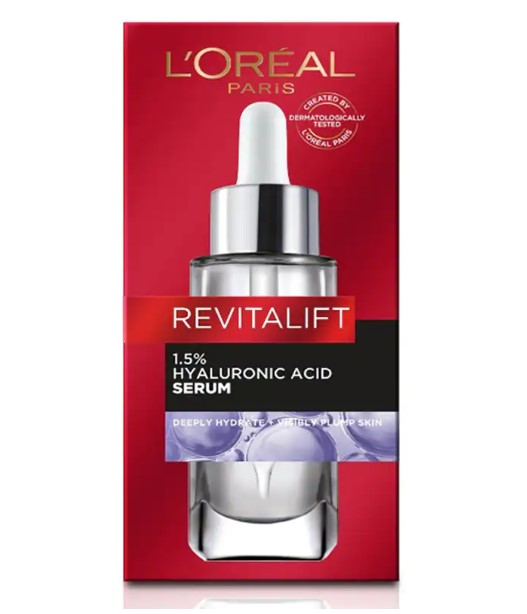 L'ORÉAL
PARIS
CREATED BY
DERMATOLOGICALLY
TESTED
L'ORÉAL PARIS
REVITALIFT
1.5%
HYALURONIC ACID
SERUM
DEEPLY HYDRATE + VISIBLY PLUMP SKIN